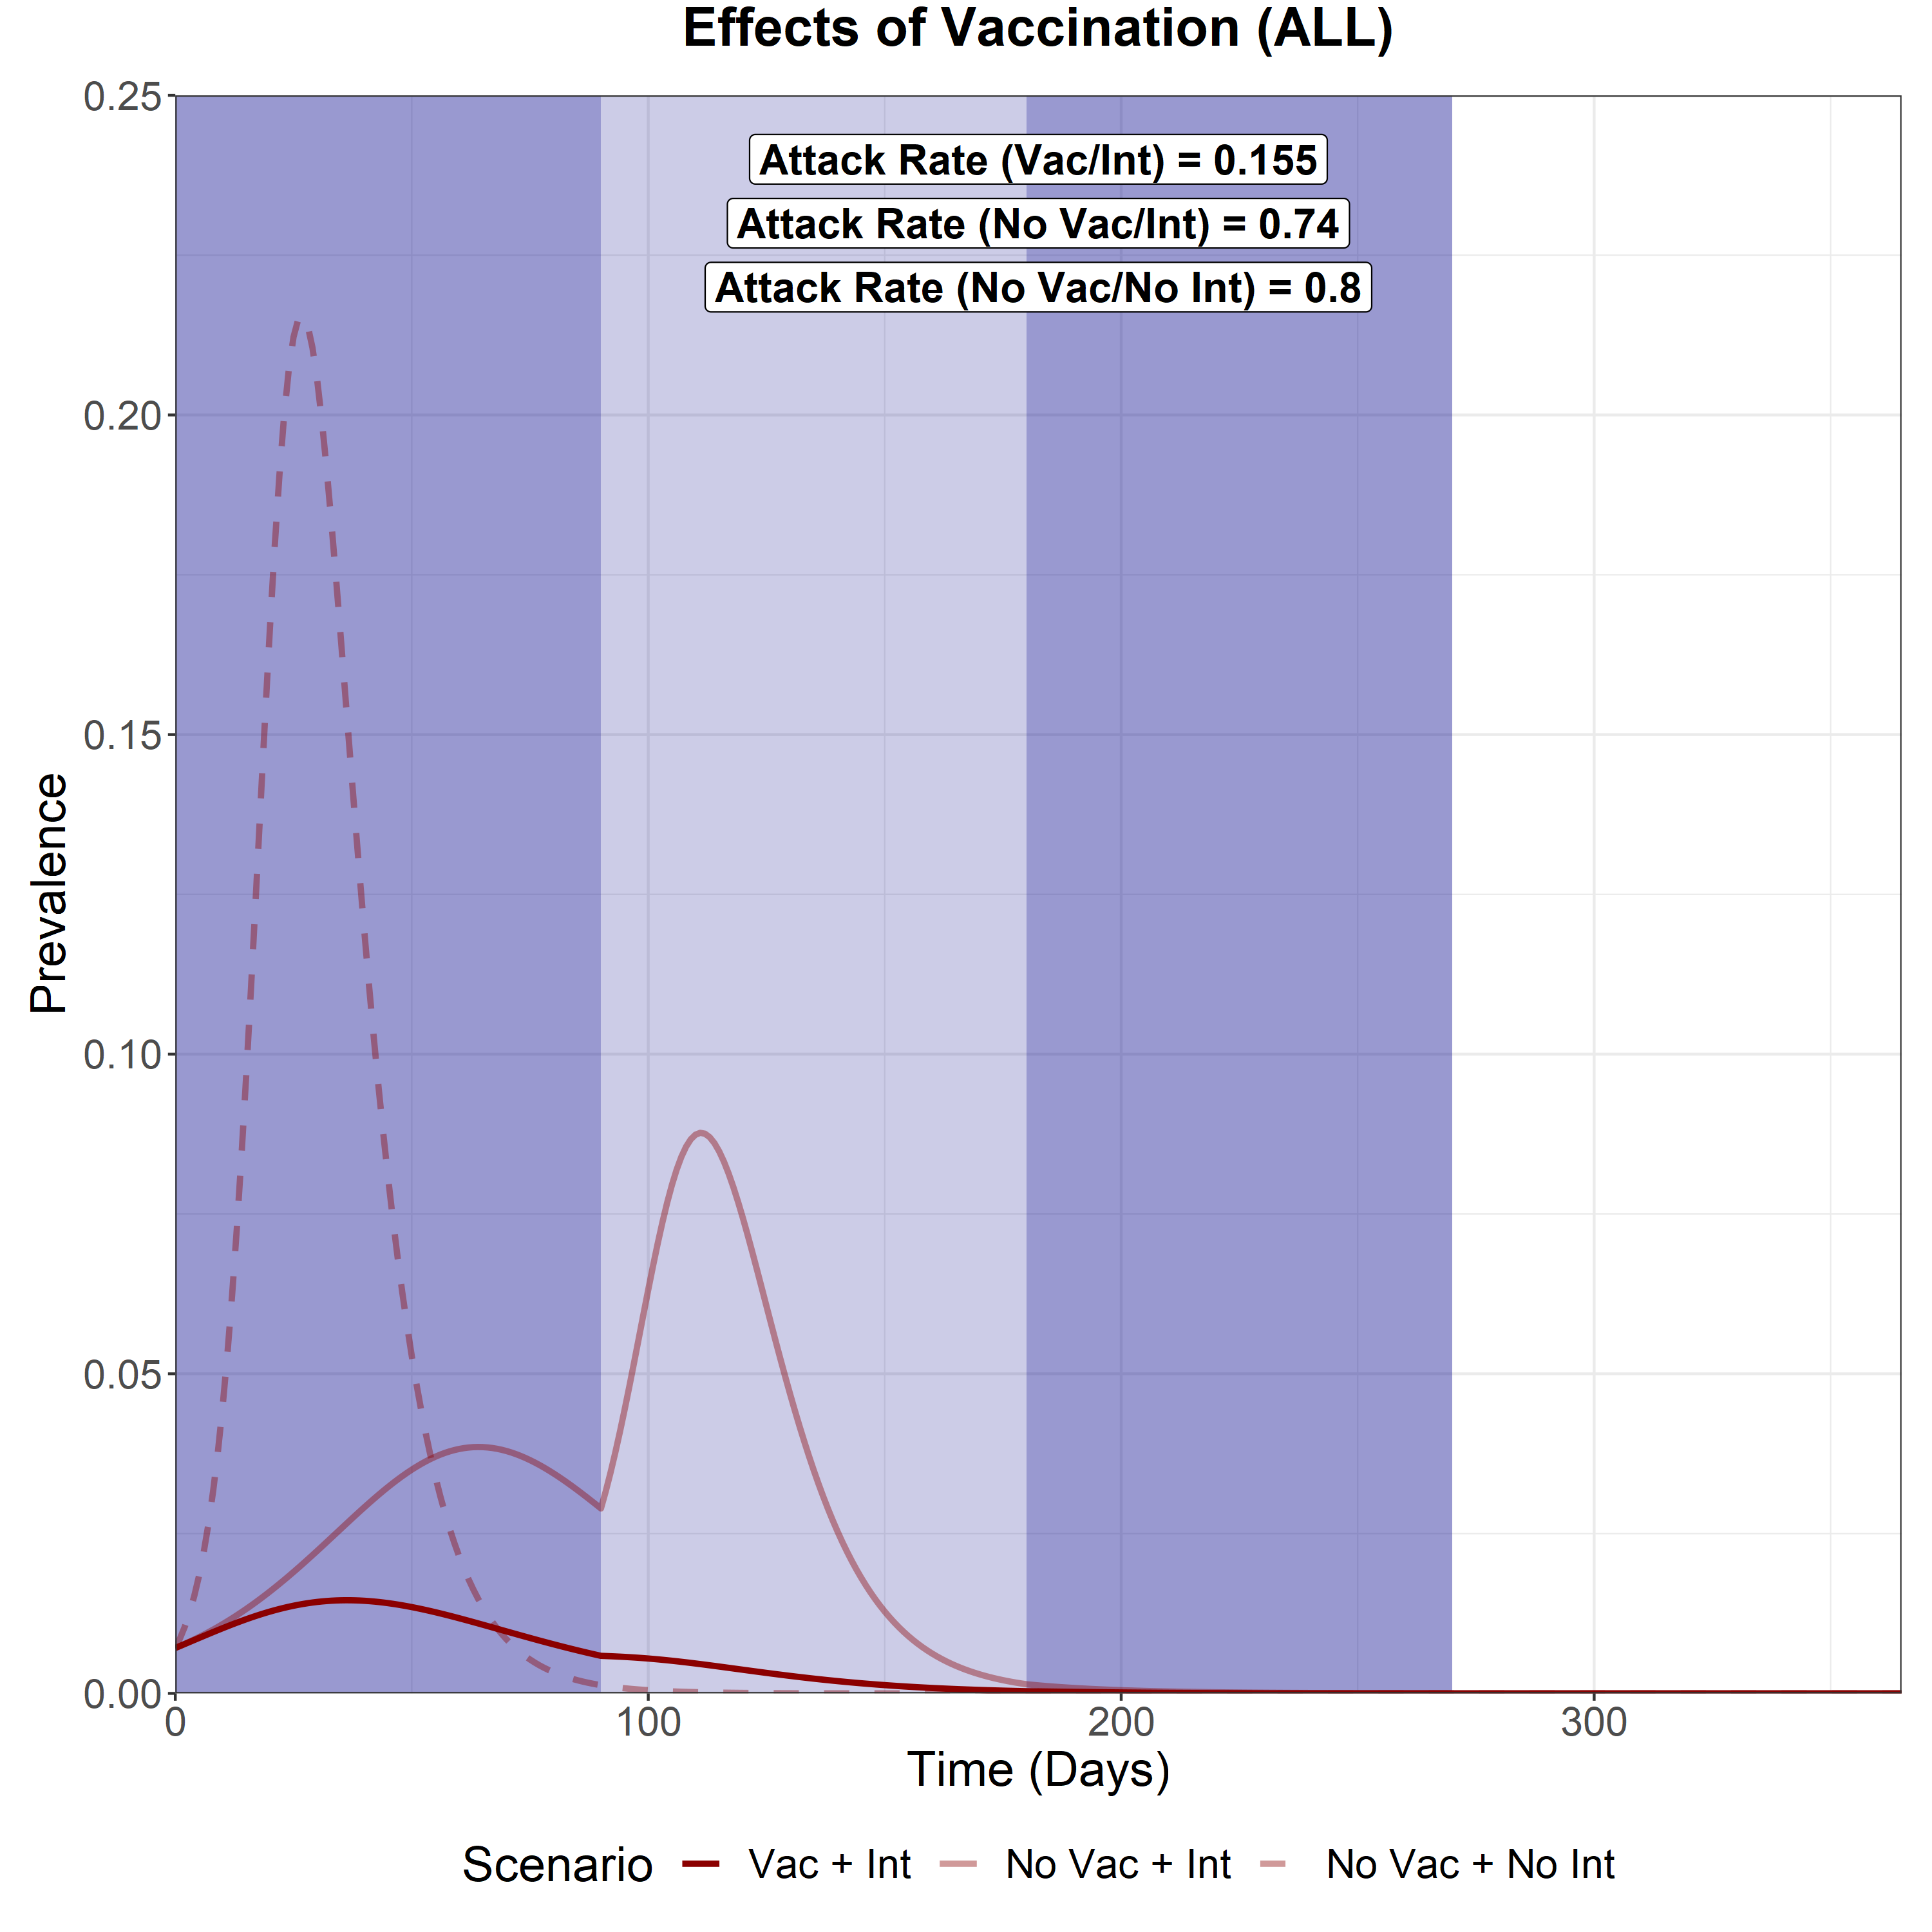 Effects of Vaccination (ALL)
0.25
Attack Rate (Vac/Int) = 0.155
Attack Rate (No Vac/Int) = 0.74
Attack Rate (No Vac/No Int) = 0.8
0.20
0.15
Prevalence
0.10
0.05
0.00
0 100 200 300
Time (Days)
Scenario Vac + Int No Vac + Int No Vac + No Int